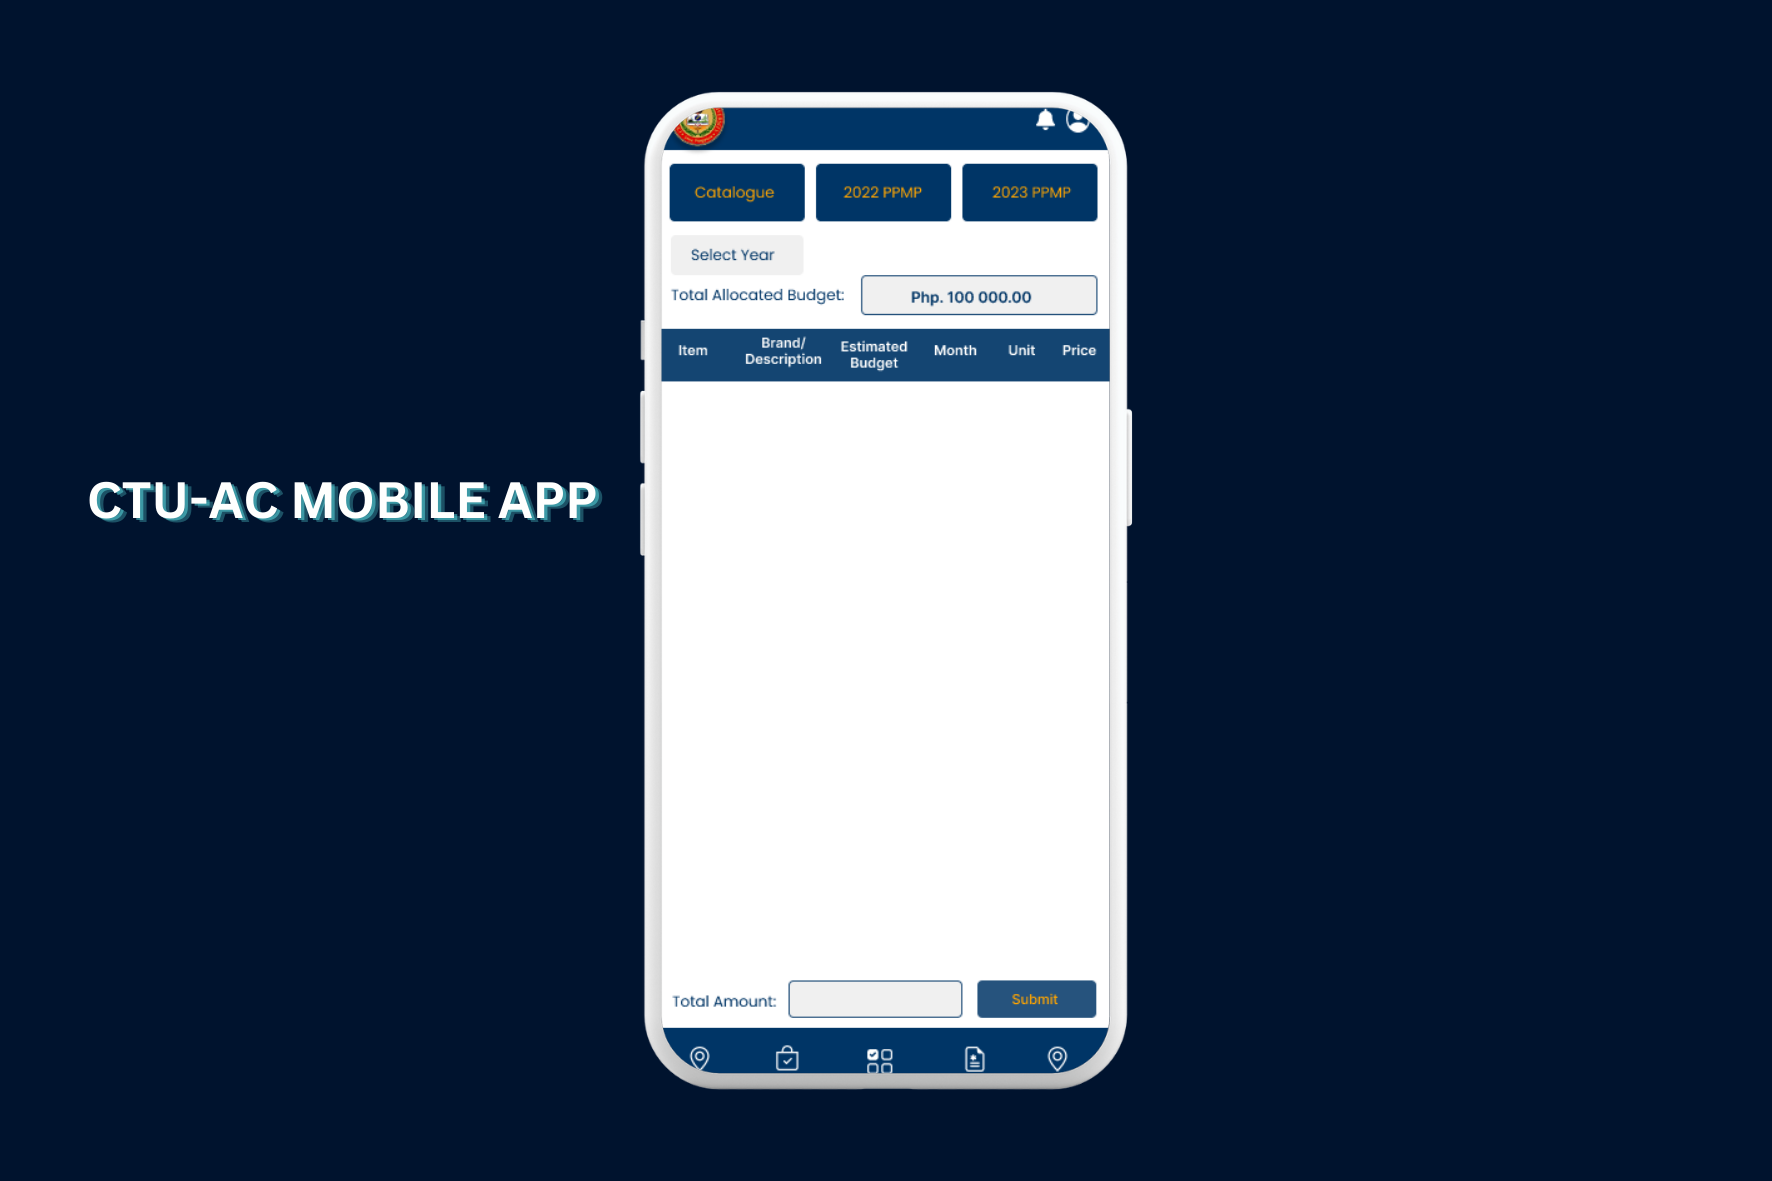 Catalogue
2022 PPMP
2023 PPMP
Select Year
Total Allocated Budget:
Php. 100 000.00
Item
Brand/
Description
Estimated
Budget
Month
Unit
Price
CTU-AC MOBILE APP
Total Amount:
Submit